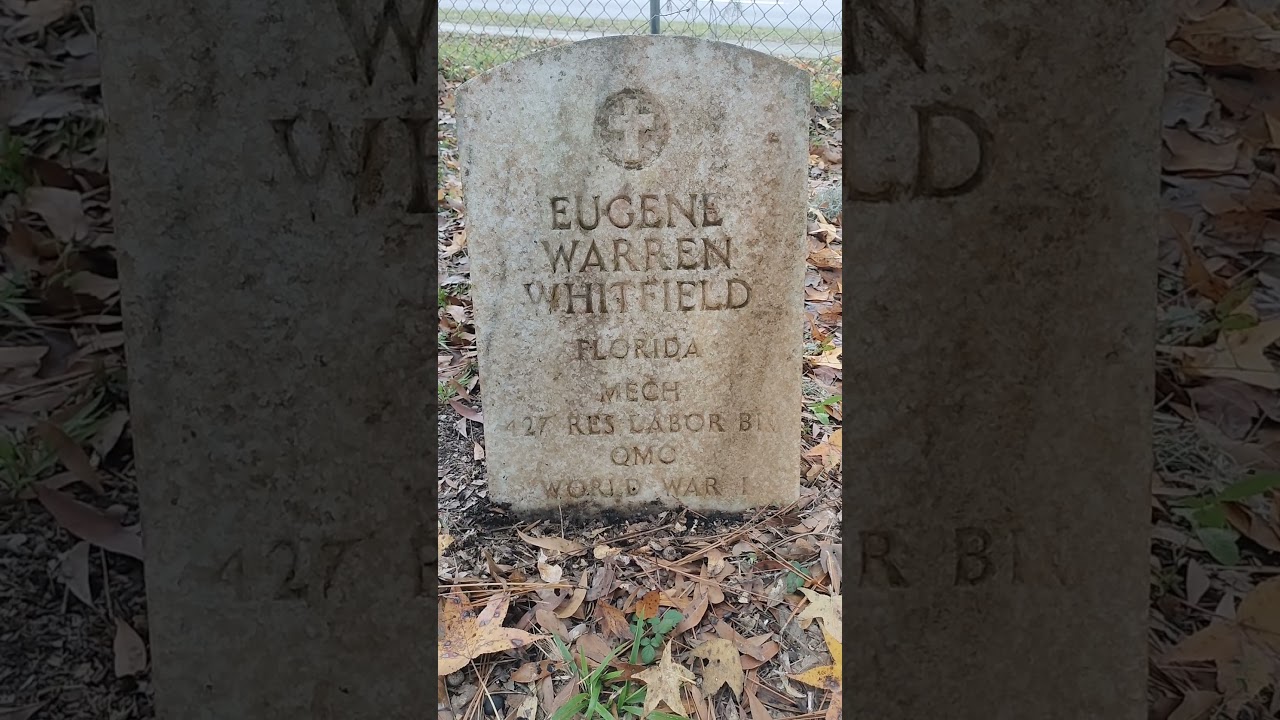 EUGENE
WARREN
WHITFIELD
FLORIDA
MECH
427 RES LABOR BN
QMC
WORLD WAR I